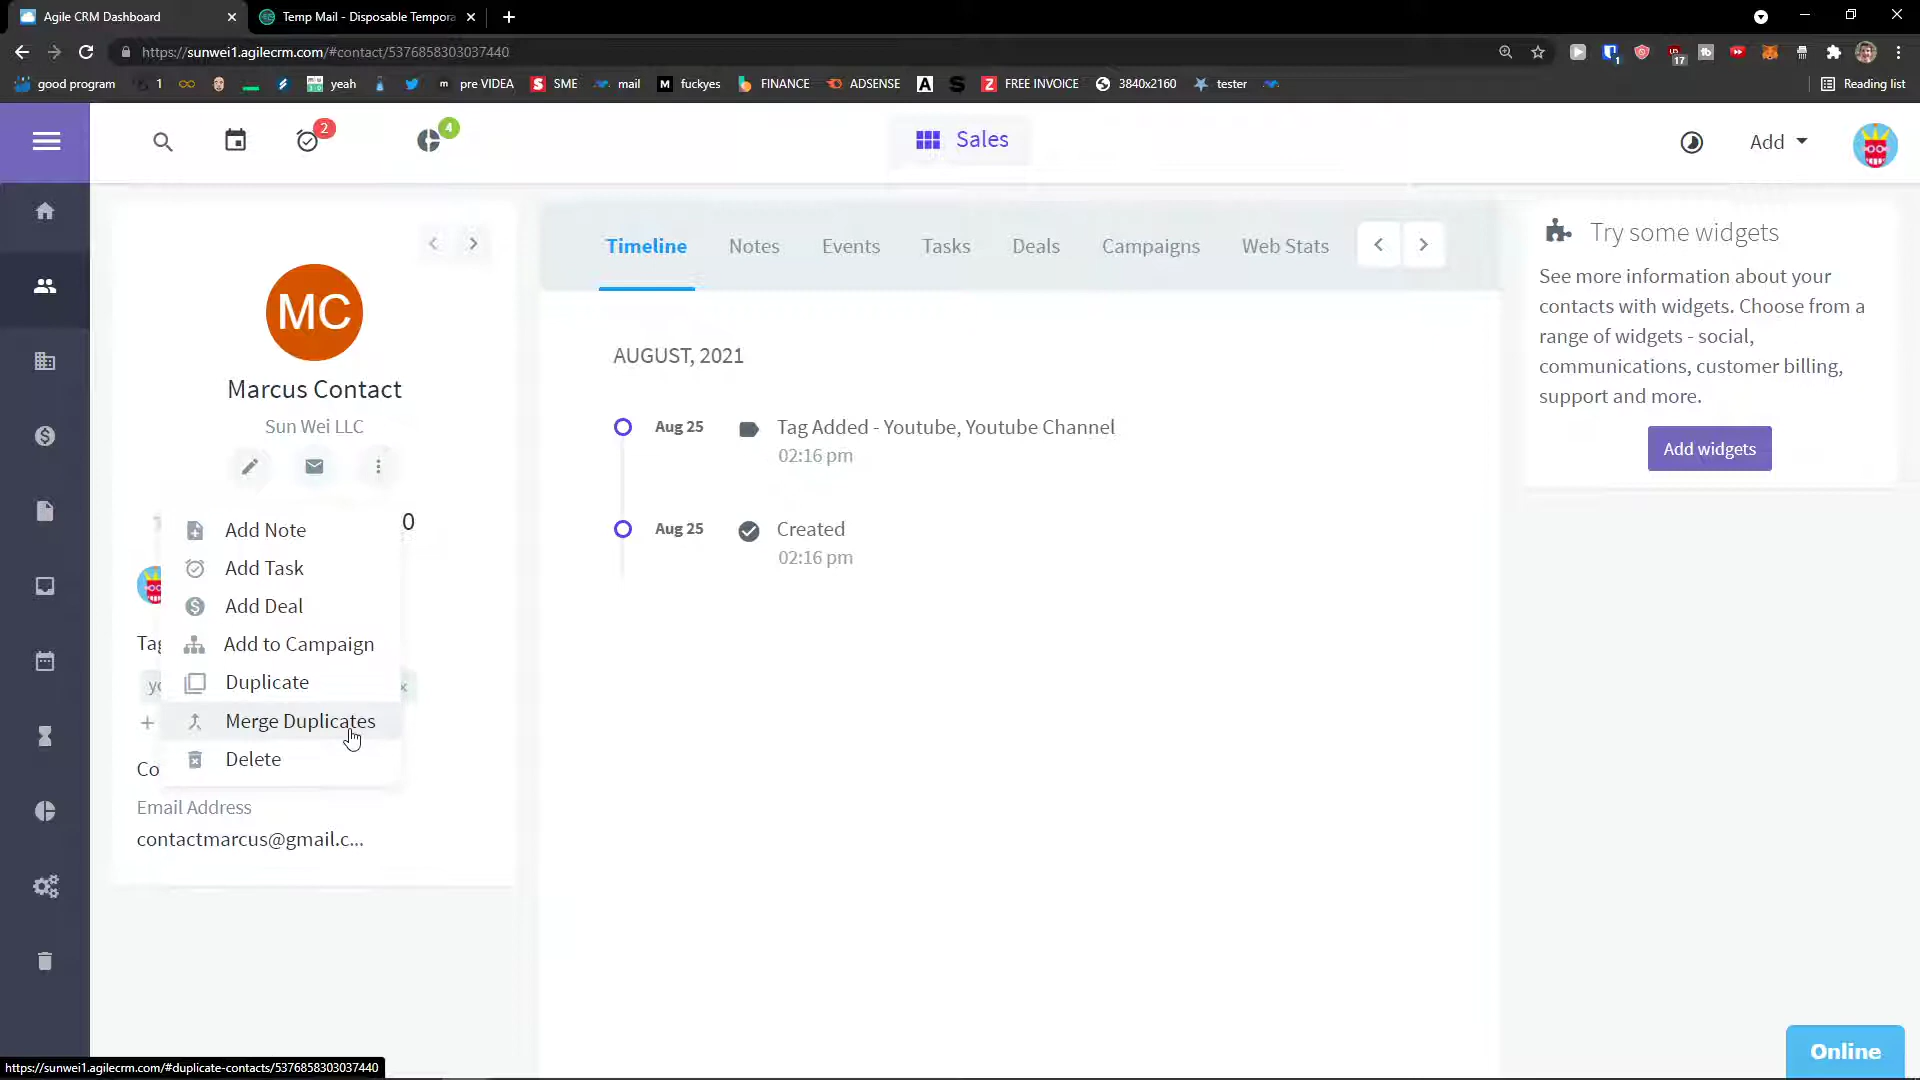 Agile CRM Dashboard
Temp Mail - Disposable Tempora
https://sunwei1.agilecrm.com/#contact/5376858303037440
1
17
good program
1
yeah
pre VIDEA
SME
mail
fuckyes
FINANCE
ADSENSE
FREE INVOICE
3840x2160
tester
Reading list
2
4
Sales
Add
MC
Marcus Contact
Sun Wei LLC
0
Add Note
Add Task
Add Deal
Tag
Add to Campaign
Duplicate
Merge Duplicates
Delete
Co
Email Address
contactmarcus@gmail.c...
Timeline
Notes
Events
Tasks
Deals
Campaigns
Web Stats
AUGUST, 2021
Aug 25
Tag Added - Youtube, Youtube Channel
02:16 pm
Aug 25
Created
02:16 pm
Try some widgets
See more information about your
contacts with widgets. Choose from a
range of widgets - social,
communications, customer billing,
support and more.
Add widgets
Online
https://sunwei1.agilecrm.com/#duplicate-contacts/5376858303037440